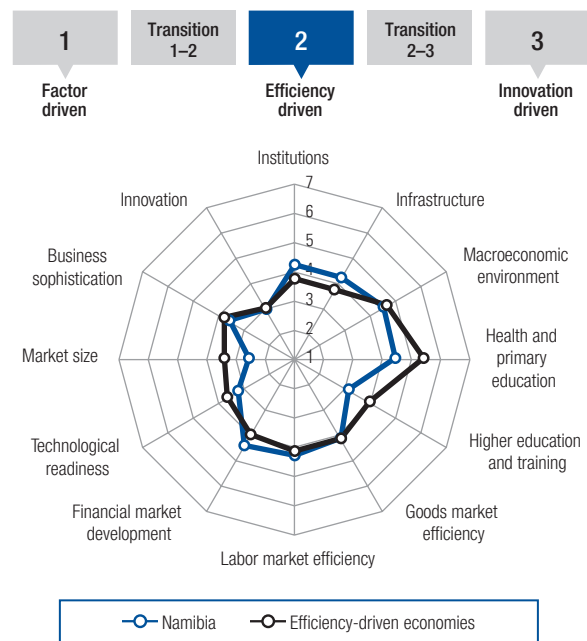 1
Transition
1–2
2
Transition
2–3
3
Factor
driven
Efficiency
driven
Innovation
driven
Institutions
Innovation
Infrastructure
Business
sophistication
Macroeconomic
environment
Market size
Health and
primary
education
Technological
readiness
Higher education
and training
Financial market
development
Goods market
efficiency
Labor market efficiency
7
6
5
4
3
2
1
Namibia
Efficiency-driven economies